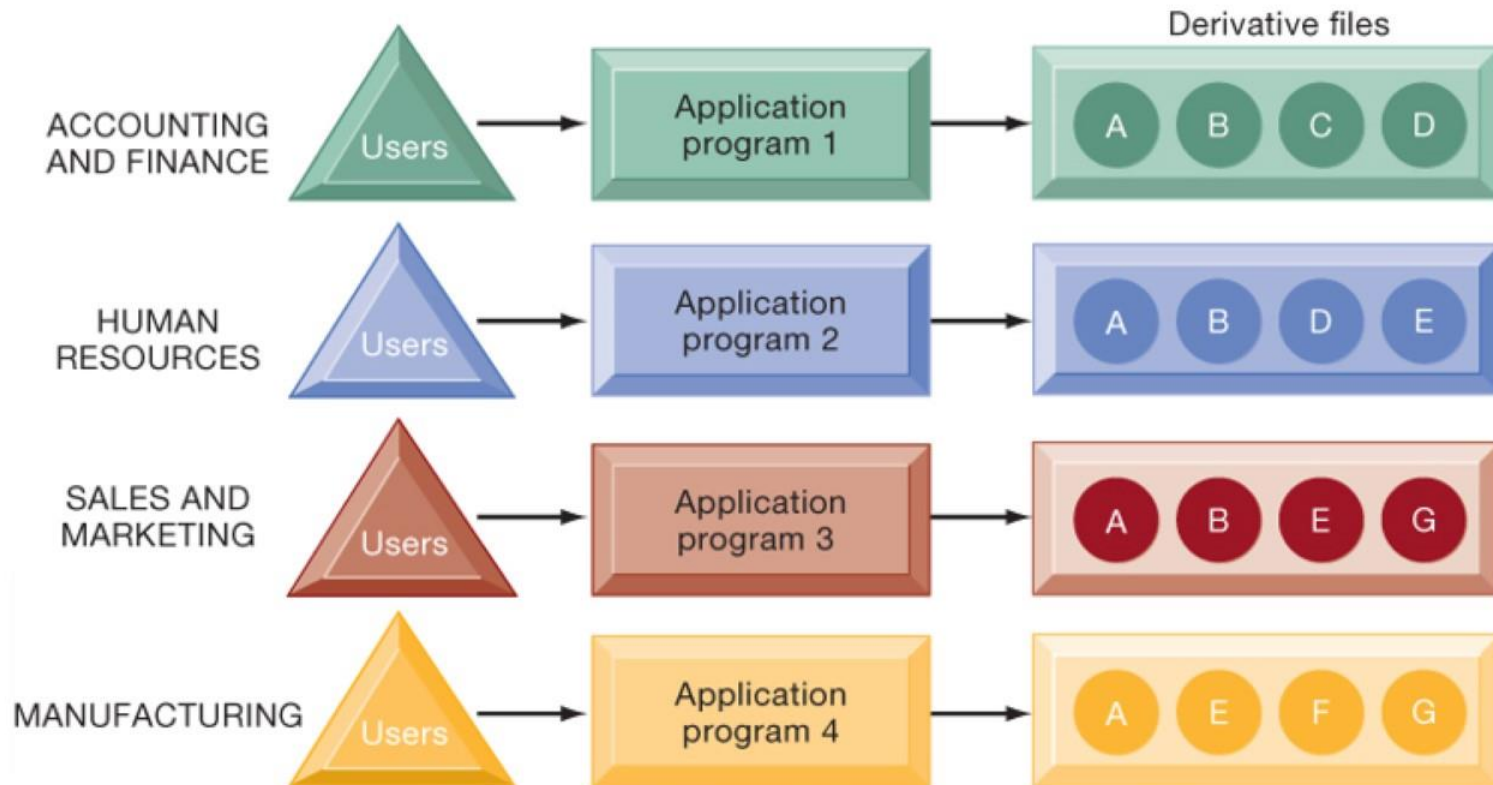 Derivative files
ACCOUNTING
AND FINANCE
Users
Application
program 1
A B C D
HUMAN
RESOURCES
Users
Application
program 2
A B D E
SALES AND
MARKETING
Users
Application
program 3
A B E G
MANUFACTURING
Users
Application
program 4
A E F G